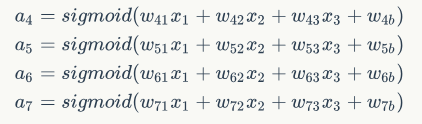 a₄ = sigmoid(w₄₁x₁ + w₄₂x₂ + w₄₃x₃ + w₄b)
a₅ = sigmoid(w₅₁x₁ + w₅₂x₂ + w₅₃x₃ + w₅b)
a₆ = sigmoid(w₆₁x₁ + w₆₂x₂ + w₆₃x₃ + w₆b)
a₇ = sigmoid(w₇₁x₁ + w₇₂x₂ + w₇₃x₃ + w₇b)